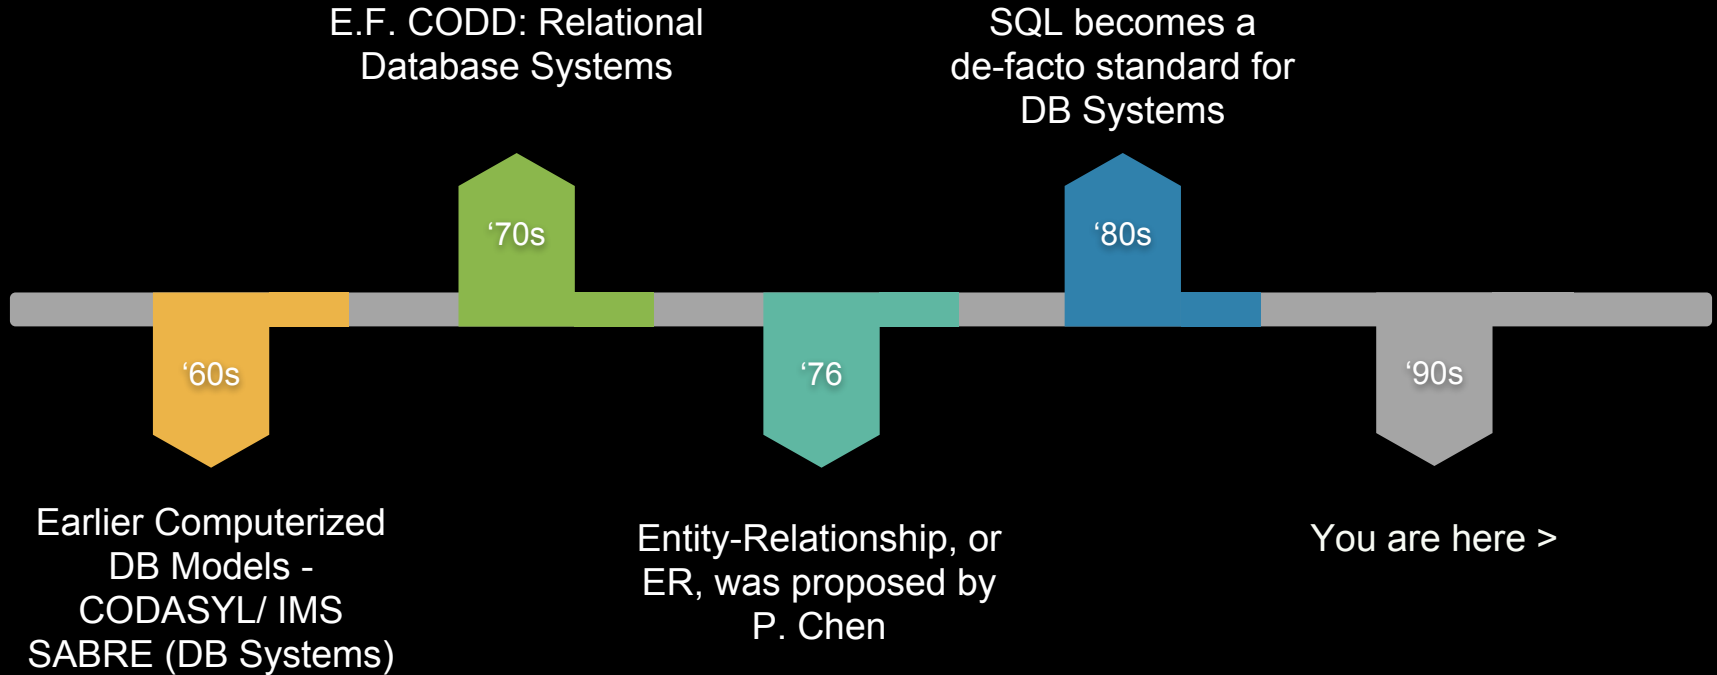 E.F. CODD: Relational
Database Systems
SQL becomes a
de-facto standard for
DB Systems
‘70s
‘80s
‘60s
‘76
‘90s
Earlier Computerized
DB Models -
CODASYL/ IMS
SABRE (DB Systems)
Entity-Relationship, or
ER, was proposed by
P. Chen
You are here >